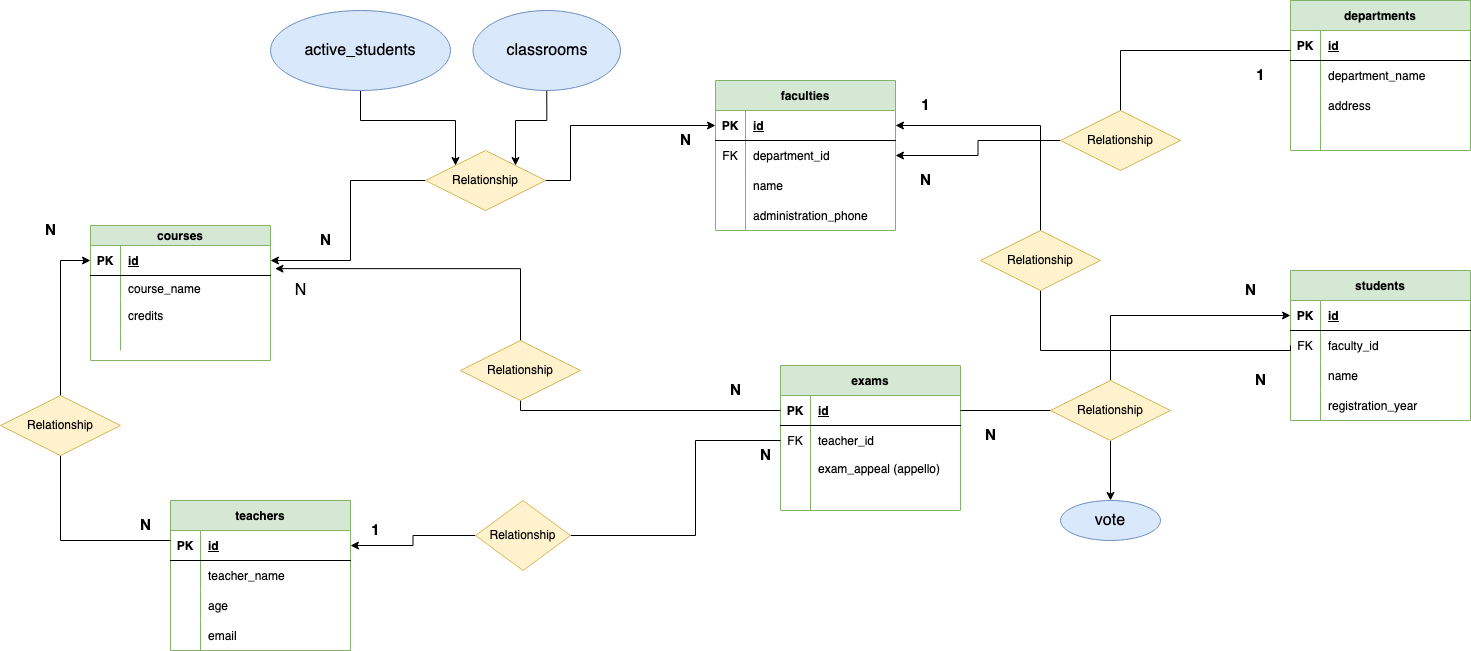 active_students
classrooms
departments
PK id
department_name
address
1
faculties
PK id
FK department_id
name
administration_phone
N
1
N
Relationship
Relationship
courses
PK id
course_name
credits
N
N
N
Relationship
students
PK id
FK faculty_id
name
registration_year
N
N
Relationship
exams
PK id
FK teacher_id
exam_appeal (appello)
N
N
N
Relationship
Relationship
vote
teachers
PK id
teacher_name
age
email
N
1
Relationship
Relationship